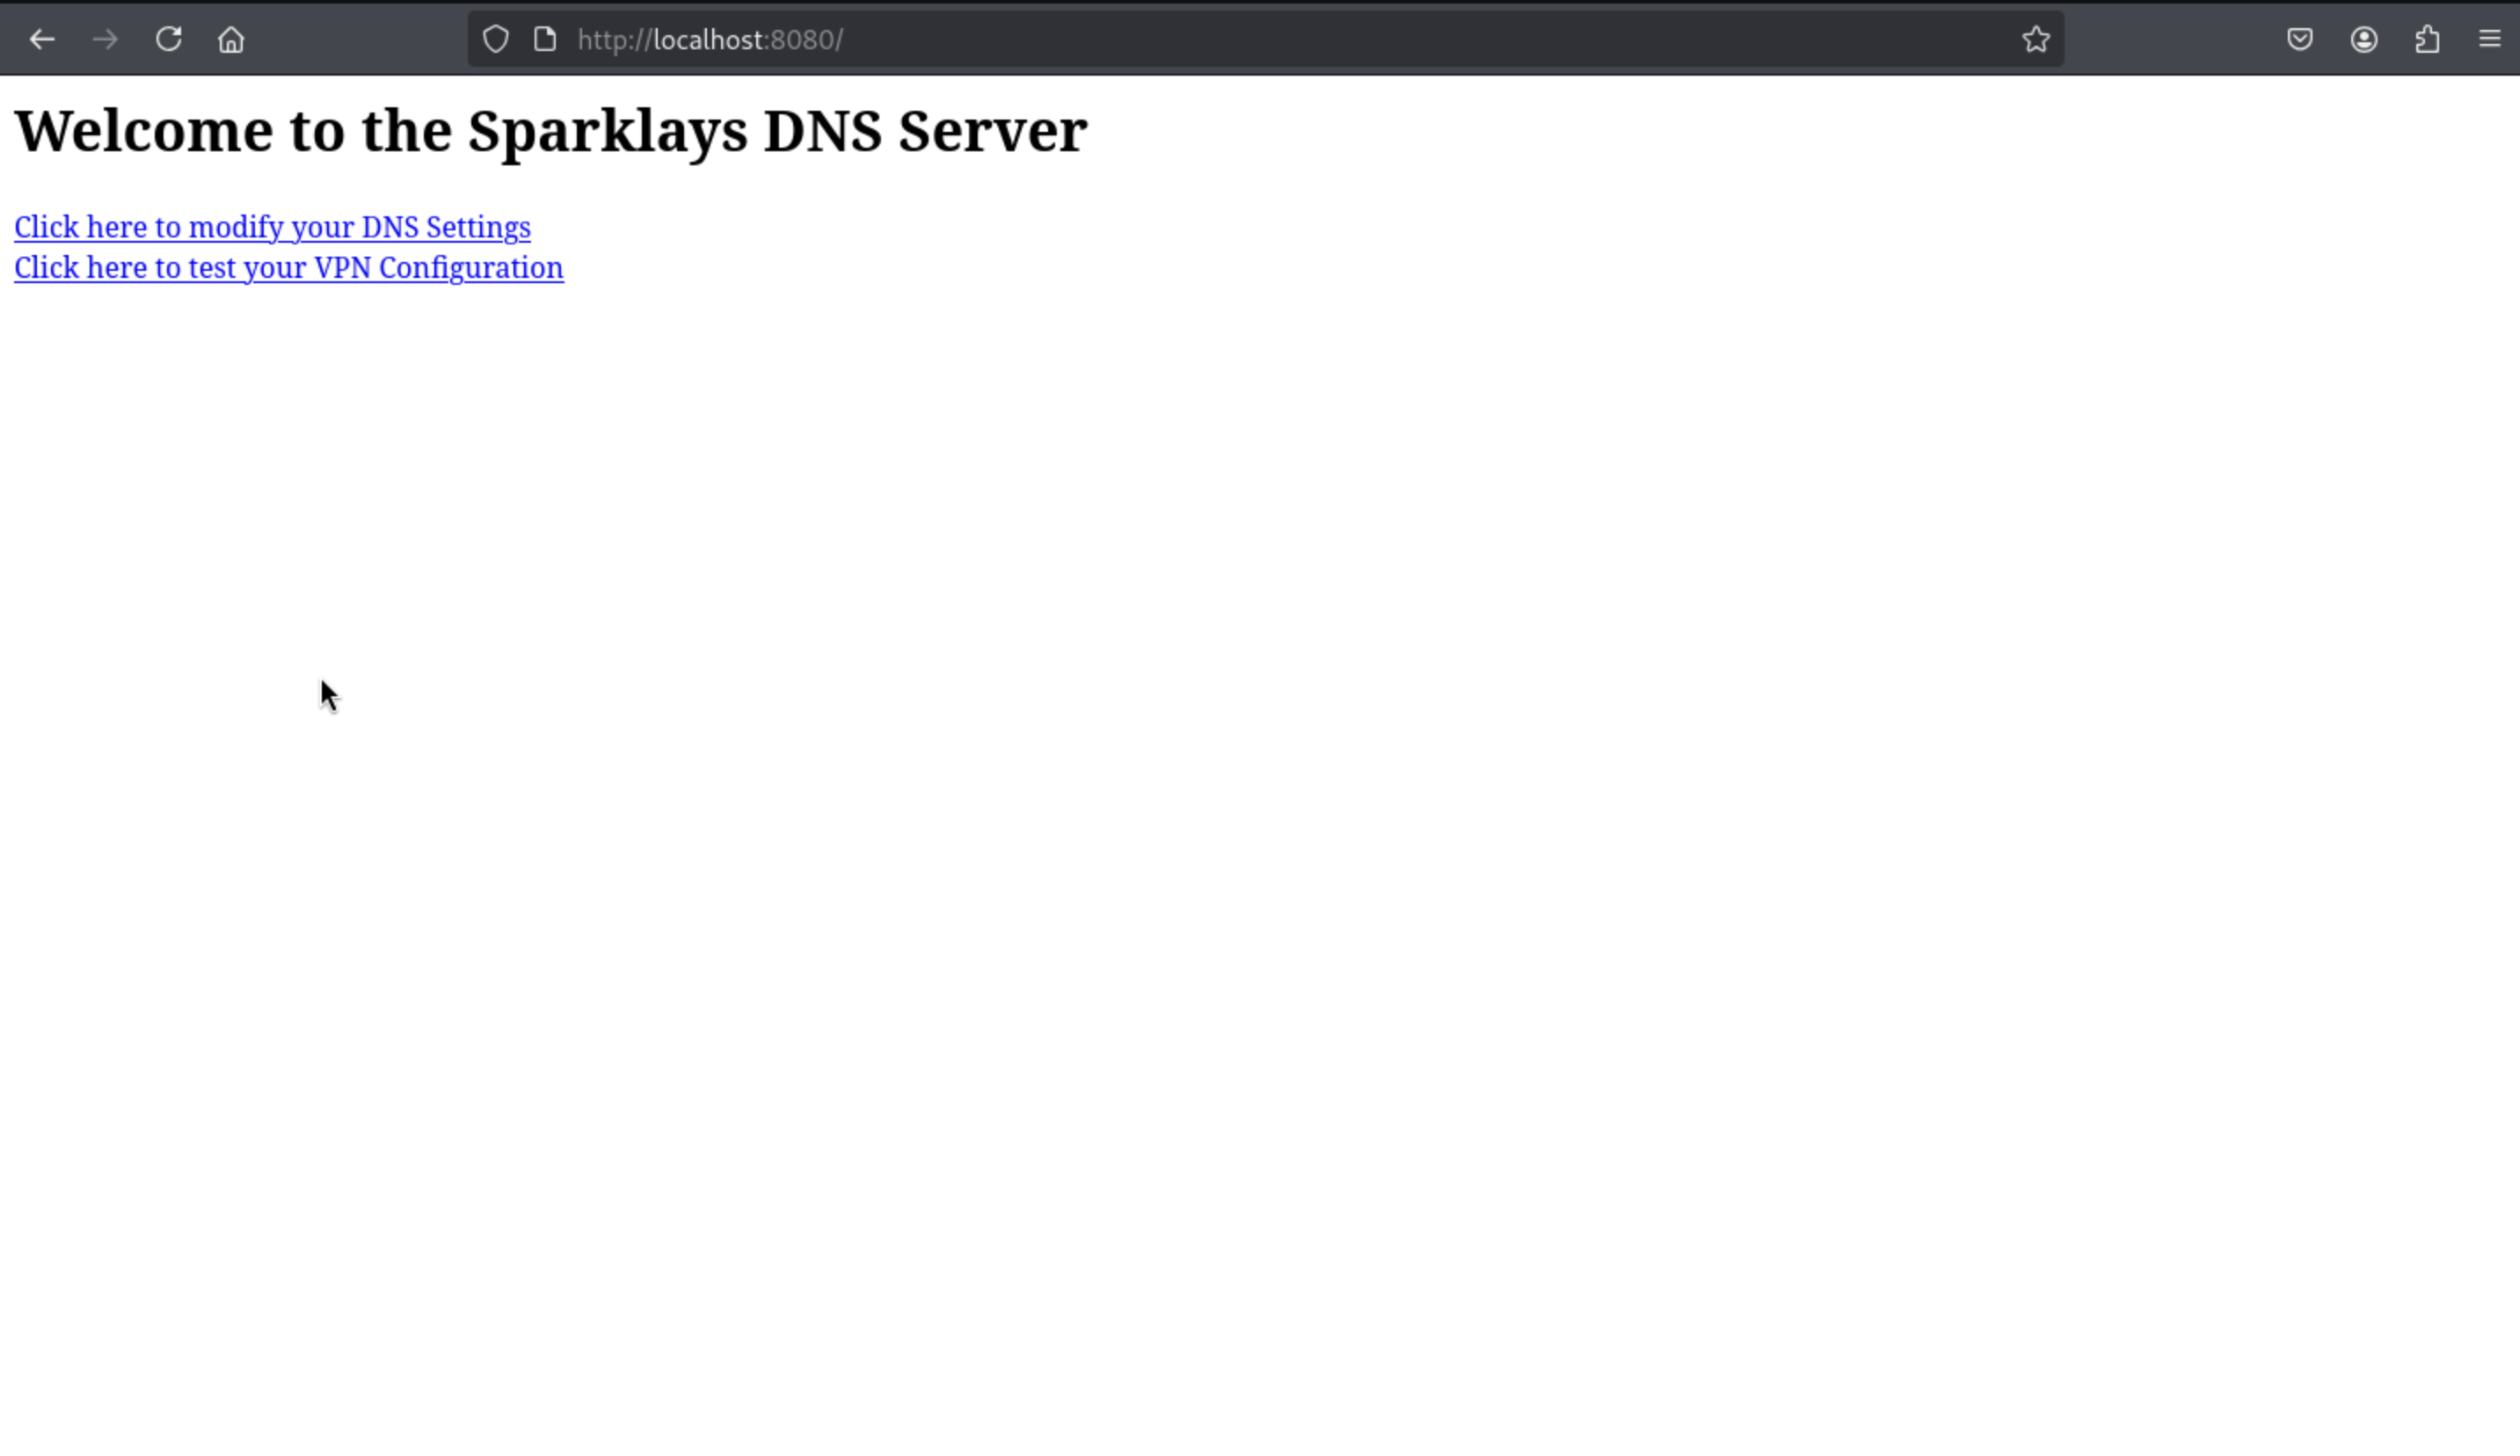 http://localhost:8080/
Welcome to the Sparklays DNS Server
Click here to modify your DNS Settings
Click here to test your VPN Configuration